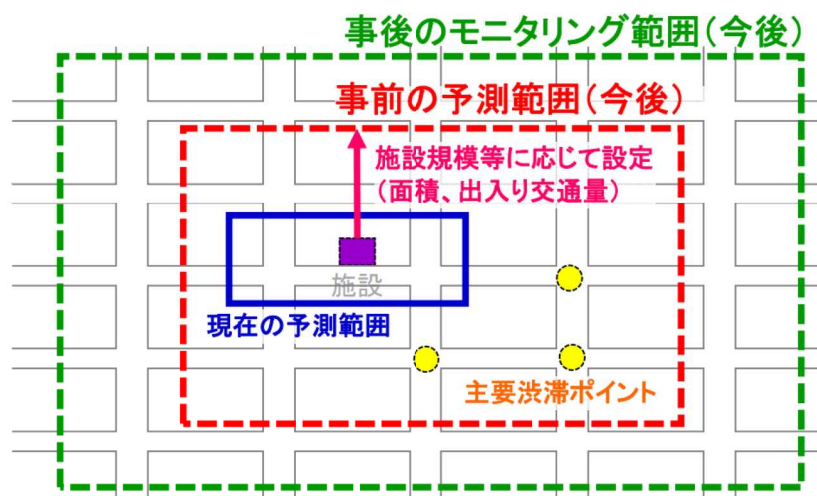 事後のモニタリング範囲(今後)
事前の予測範囲(今後)
施設規模等に応じて設定
(面積、出入り交通量)
施設
現在の予測範囲
主要渋滞ポイント